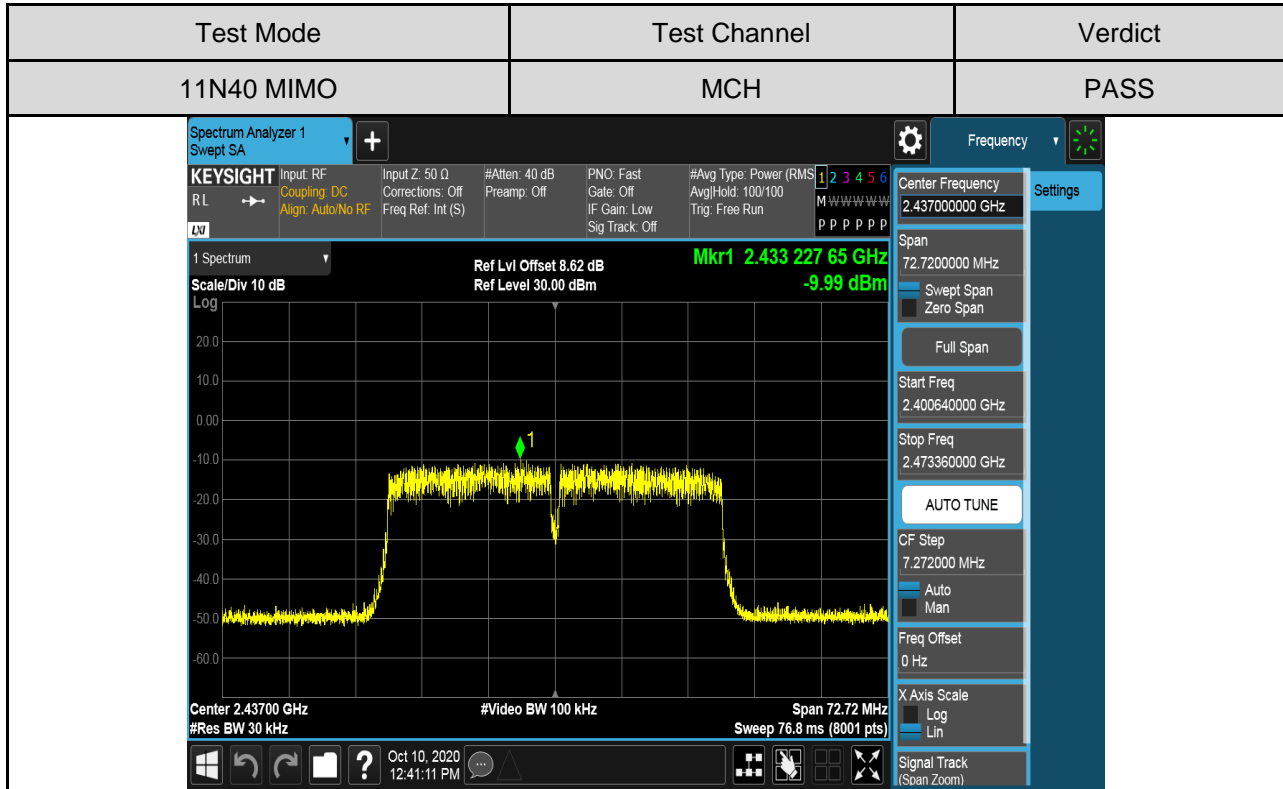 Test Mode Test Channel Verdict
11N40 MIMO MCH PASS
Spectrum Analyzer 1
Swept SA
Frequency
KEYSIGHT Input: RF Input Z: 50 Ω #Atten: 40 dB PNO: Fast #Avg Type: Power (RMS 1 2 3 4 5 6
RL Coupling: DC Corrections: Off Preamp: Off Gate: Off Avg|Hold: 100/100 M W W W W W
Align: Auto/No RF Freq Ref: Int (S) IF Gain: Low Trig: Free Run
LXI Sig Track: Off P P P P P P
1 Spectrum Ref Lvl Offset 8.62 dB Mkr1 2.433 227 65 GHz
Scale/Div 10 dB Ref Level 30.00 dBm -9.99 dBm
Log
20.0
10.0
0.00
1
-10.0
-20.0
-30.0
-40.0
-50.0
-60.0
Center 2.43700 GHz #Video BW 100 kHz Span 72.72 MHz
#Res BW 30 kHz Sweep 76.8 ms (8001 pts)
Oct 10, 2020
12:41:11 PM
Center Frequency
2.437000000 GHz
Settings
Span
72.7200000 MHz
Swept Span
Zero Span
Full Span
Start Freq
2.400640000 GHz
Stop Freq
2.473360000 GHz
AUTO TUNE
CF Step
7.272000 MHz
Auto
Man
Freq Offset
0 Hz
X Axis Scale
Log
Lin
Signal Track
(Span Zoom)